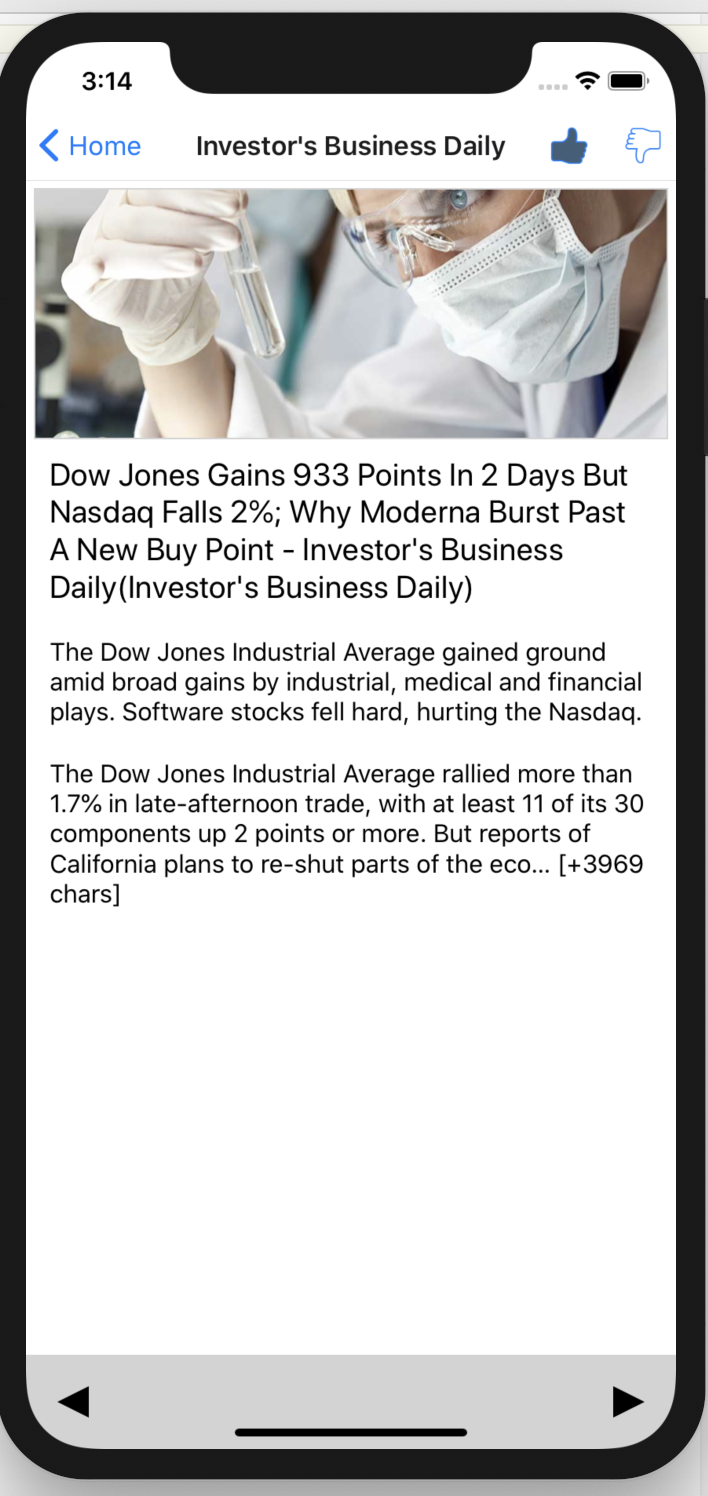 3:14
Home Investor's Business Daily
Dow Jones Gains 933 Points In 2 Days But
Nasdaq Falls 2%; Why Moderna Burst Past
A New Buy Point - Investor's Business
Daily(Investor's Business Daily)
The Dow Jones Industrial Average gained ground
amid broad gains by industrial, medical and financial
plays. Software stocks fell hard, hurting the Nasdaq.
The Dow Jones Industrial Average rallied more than
1.7% in late-afternoon trade, with at least 11 of its 30
components up 2 points or more. But reports of
California plans to re-shut parts of the eco... [+3969
chars]